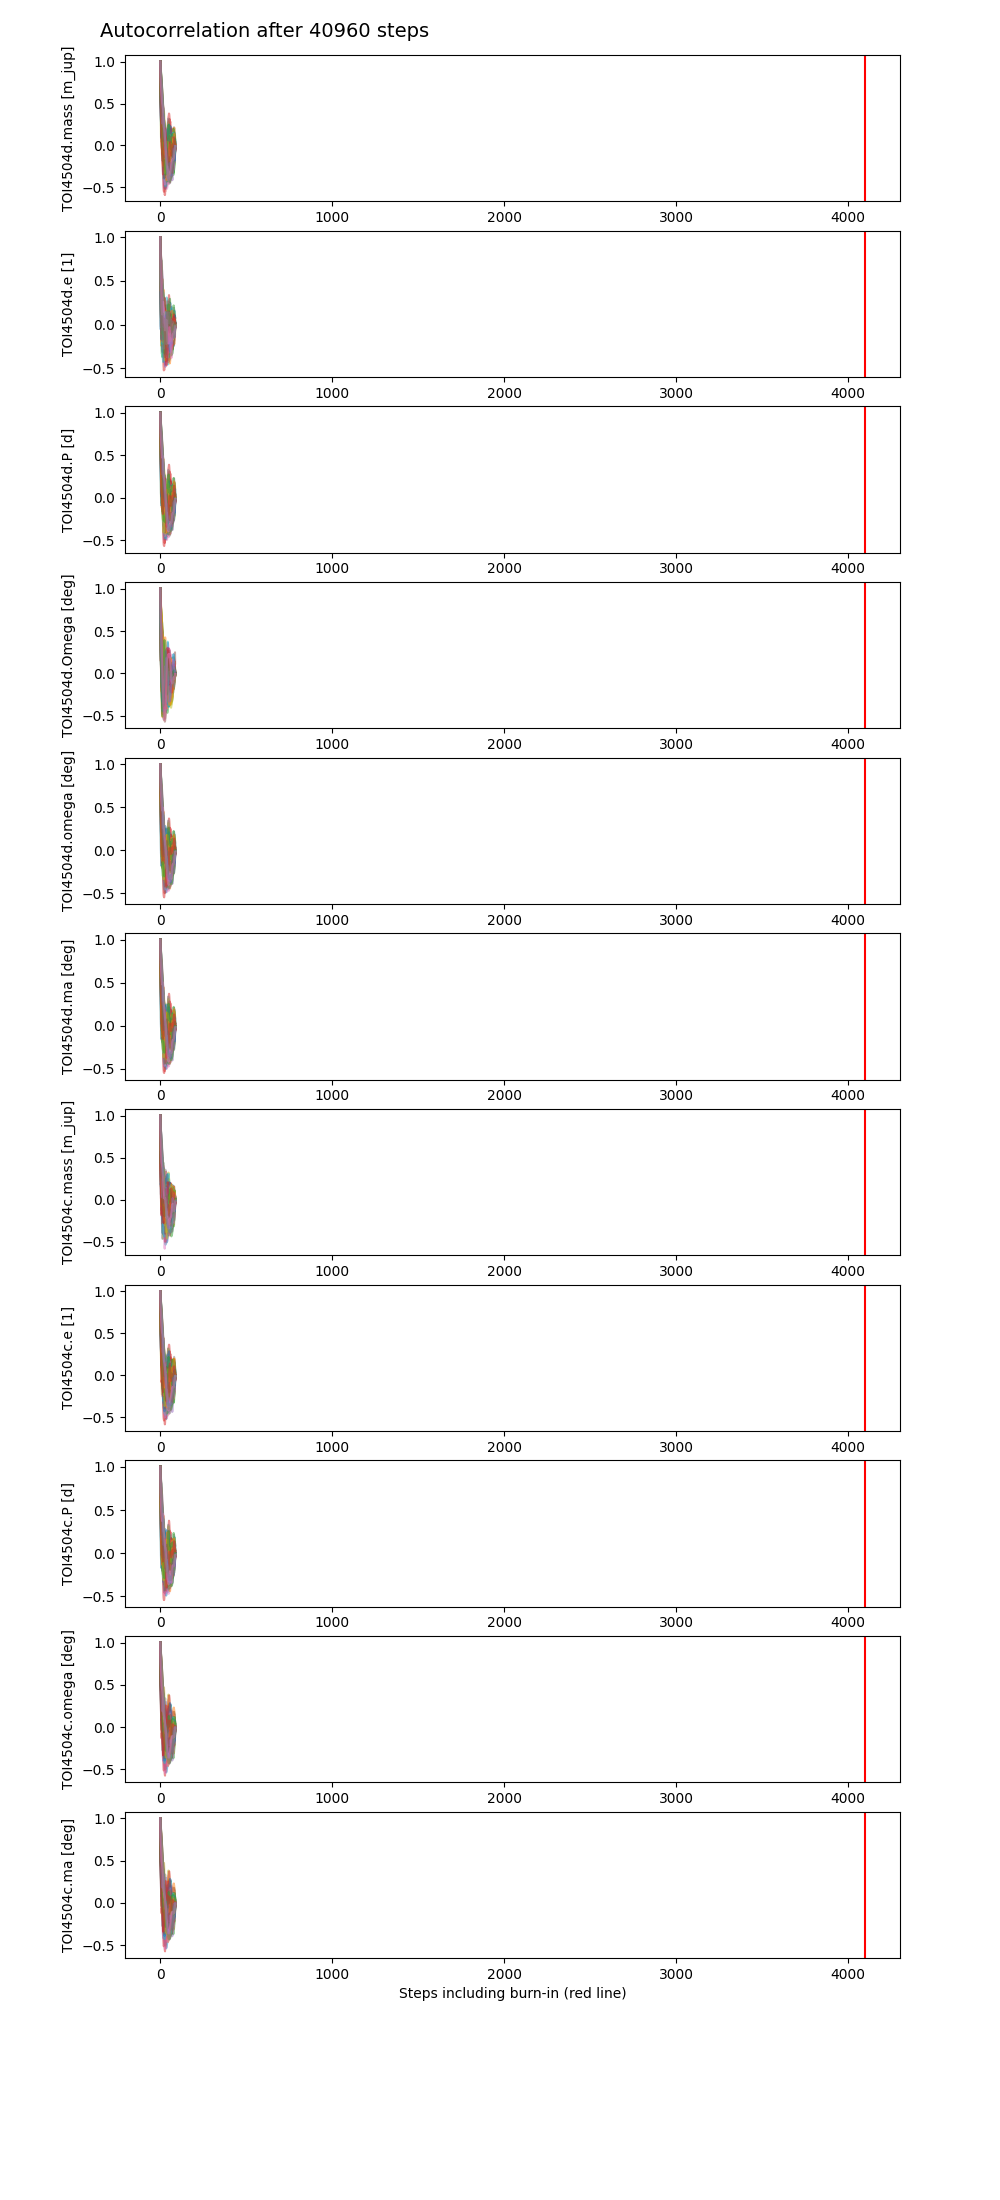 Autocorrelation after 40960 steps
TOI4504d.mass [m_jup]
1.0
0.5
0.0
−0.5
0 1000 2000 3000 4000
TOI4504d.e [1]
1.0
0.5
0.0
−0.5
0 1000 2000 3000 4000
TOI4504d.P [d]
1.0
0.5
0.0
−0.5
0 1000 2000 3000 4000
TOI4504d.Omega [deg]
1.0
0.5
0.0
−0.5
0 1000 2000 3000 4000
TOI4504d.omega [deg]
1.0
0.5
0.0
−0.5
0 1000 2000 3000 4000
TOI4504d.ma [deg]
1.0
0.5
0.0
−0.5
0 1000 2000 3000 4000
TOI4504c.mass [m_jup]
1.0
0.5
0.0
−0.5
0 1000 2000 3000 4000
TOI4504c.e [1]
1.0
0.5
0.0
−0.5
0 1000 2000 3000 4000
TOI4504c.P [d]
1.0
0.5
0.0
−0.5
0 1000 2000 3000 4000
TOI4504c.omega [deg]
1.0
0.5
0.0
−0.5
0 1000 2000 3000 4000
TOI4504c.ma [deg]
1.0
0.5
0.0
−0.5
0 1000 2000 3000 4000
Steps including burn-in (red line)